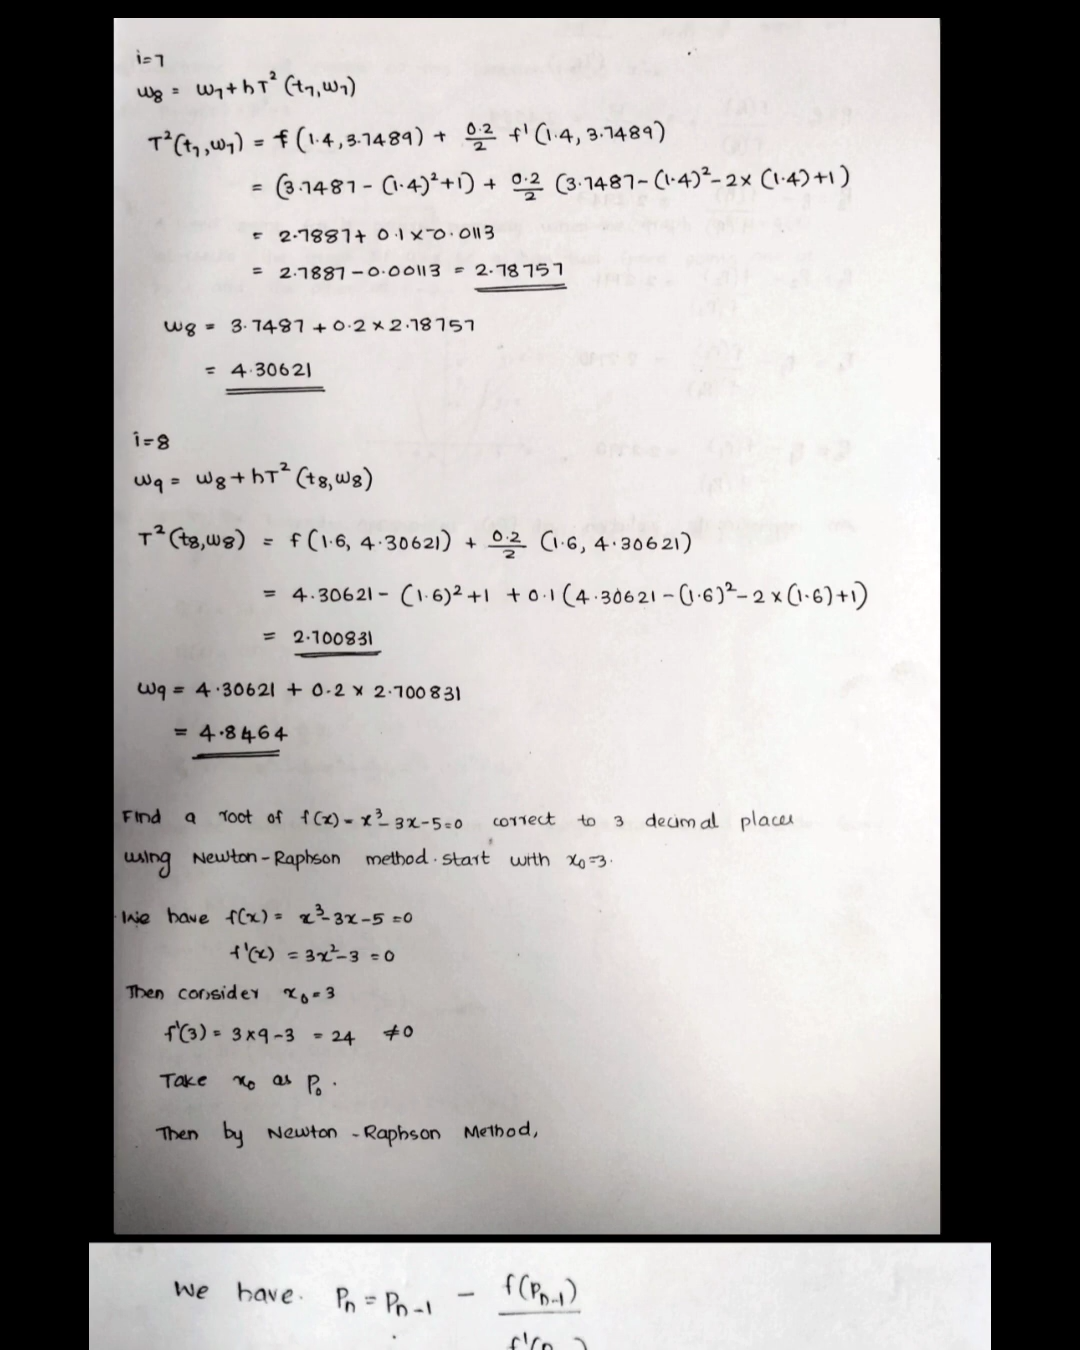 i=7
w8 = w7+hT² (t7,w7)
T²(t7,w7) = f (1.4,3.7489) + 0.2/2 f' (1.4, 3.7489)
= (3.7487 - (1.4)²+1) + 0.2/2 (3.7487-(1.4)²-2x (1.4)+1)
= 2.7887+ 0.1 x-0.0113
= 2.7887-0.00113 = 2.78757
w8 = 3.7487 +0.2 x 2.78757
= 4.30621
i=8
w9 = w8+hT² (t8,w8)
T²(t8,w8) = f (1.6, 4.30621) + 0.2/2 (1.6, 4.30621)
= 4.30621 - (1.6)²+1 +0.1 (4.30621 -(1.6)²-2 x(1.6)+1)
= 2.700831
w9 = 4.30621 + 0.2 x 2.700831
= 4.8464
Find a root of f(x)=x³-3x-5=0 correct to 3 decimal places
using Newton-Raphson method. start with x0=3.
We have f(x) = x³-3x-5 =0
f'(x) = 3x²-3 =0
Then consider x0=3
f'(3) = 3x9-3 = 24 ≠0
Take x0 as P0.
Then by Newton-Raphson Method,
we have. Pn = Pn-1 - f(Pn-1)